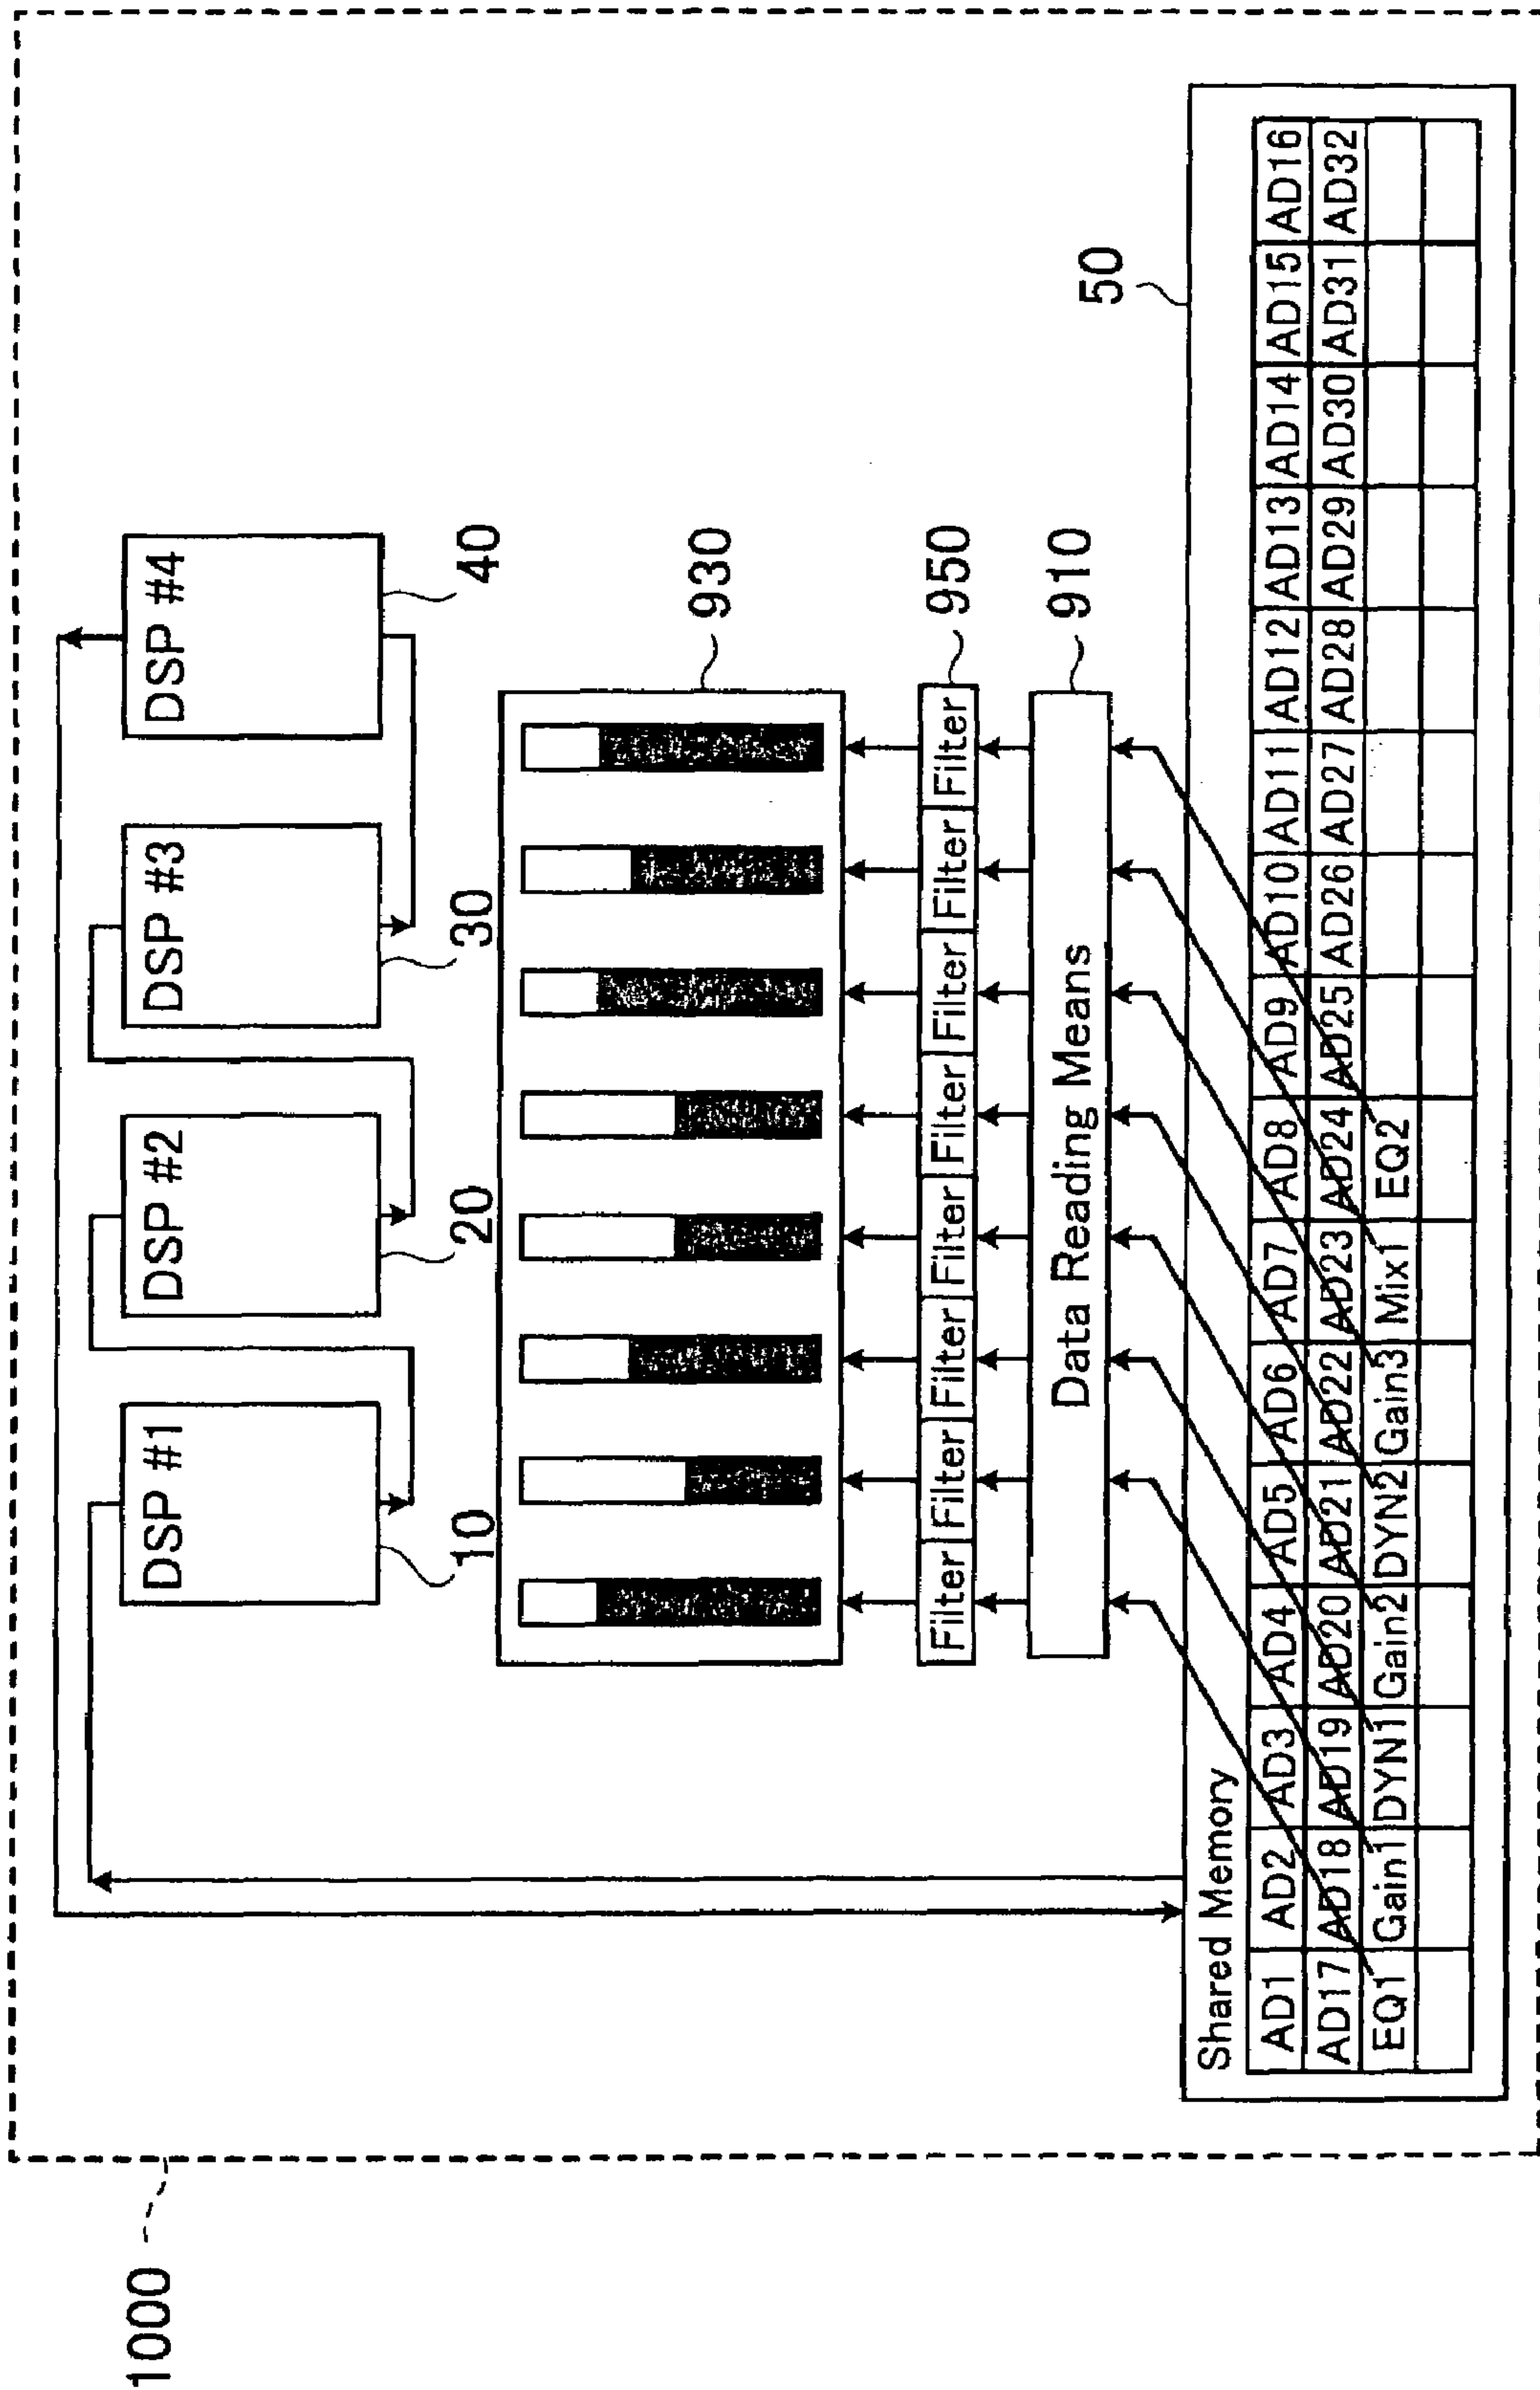 1000
DSP #1
DSP #2
DSP #3
DSP #4
10
20
30
40
930
Filter Filter Filter Filter Filter Filter Filter Filter
950
Data Reading Means
910
50
Shared Memory
AD1 AD2 AD3 AD4 AD5 AD6 AD7 AD8 AD9 AD10 AD11 AD12 AD13 AD14 AD15 AD16
AD17 AD18 AD19 AD20 AD21 AD22 AD23 AD24 AD25 AD26 AD27 AD28 AD29 AD30 AD31 AD32
EQ1 Gain1 DYN1 Gain2 DYN2 Gain3 Mix1 EQ2